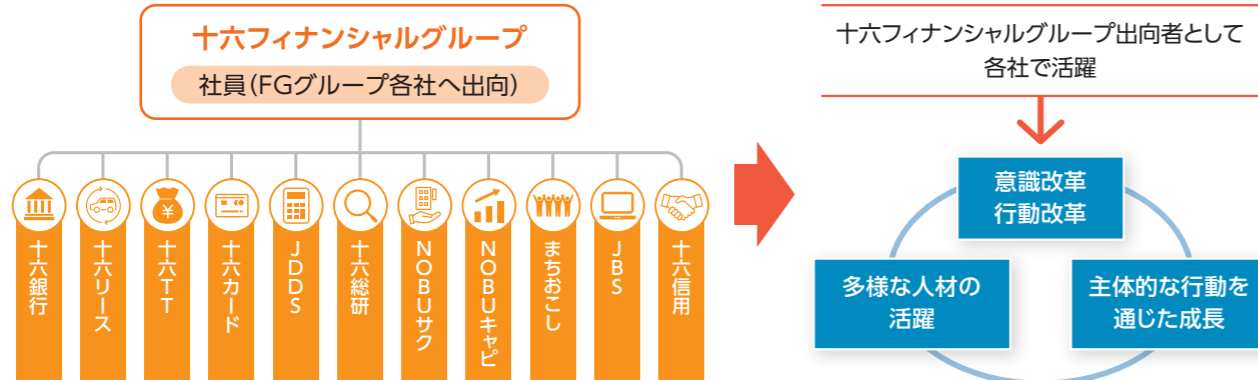 十六フィナンシャルグループ
社員(FGグループ各社へ出向)
¥
十六銀行
十六リース
十六TT
十六カード
JDDS
十六総研
NOBUサク
NOBUキャピ
まちおこし
JBS
十六信用
十六フィナンシャルグループ出向者として
各社で活躍
意識改革
行動改革
多様な人材の
活躍
主体的な行動を
通じた成長